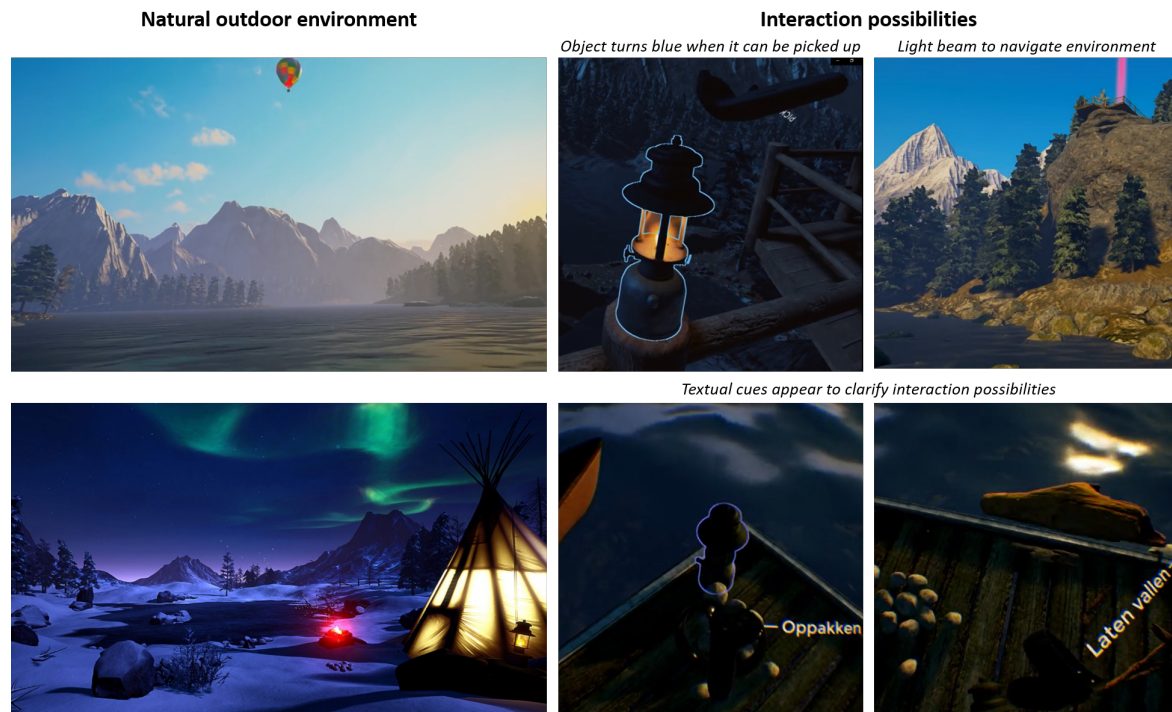 Natural outdoor environment
Interaction possibilities
Object turns blue when it can be picked up
Light beam to navigate environment
Textual cues appear to clarify interaction possibilities
Oppakken
Laten vallen